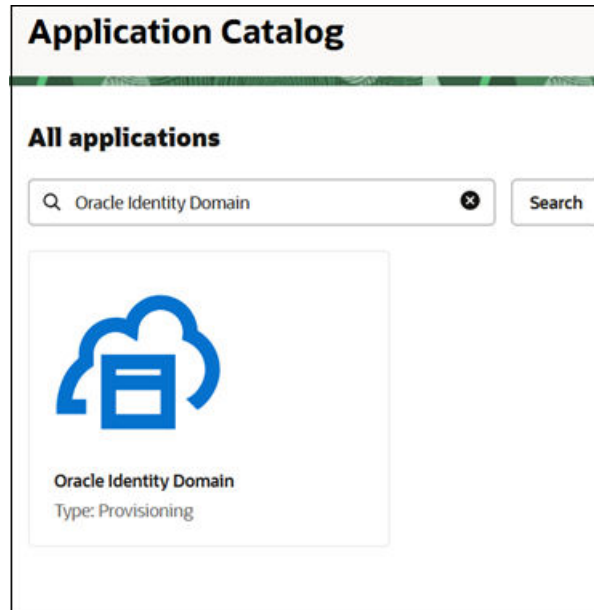 Application Catalog
All applications
Oracle Identity Domain
Search
Oracle Identity Domain
Type: Provisioning